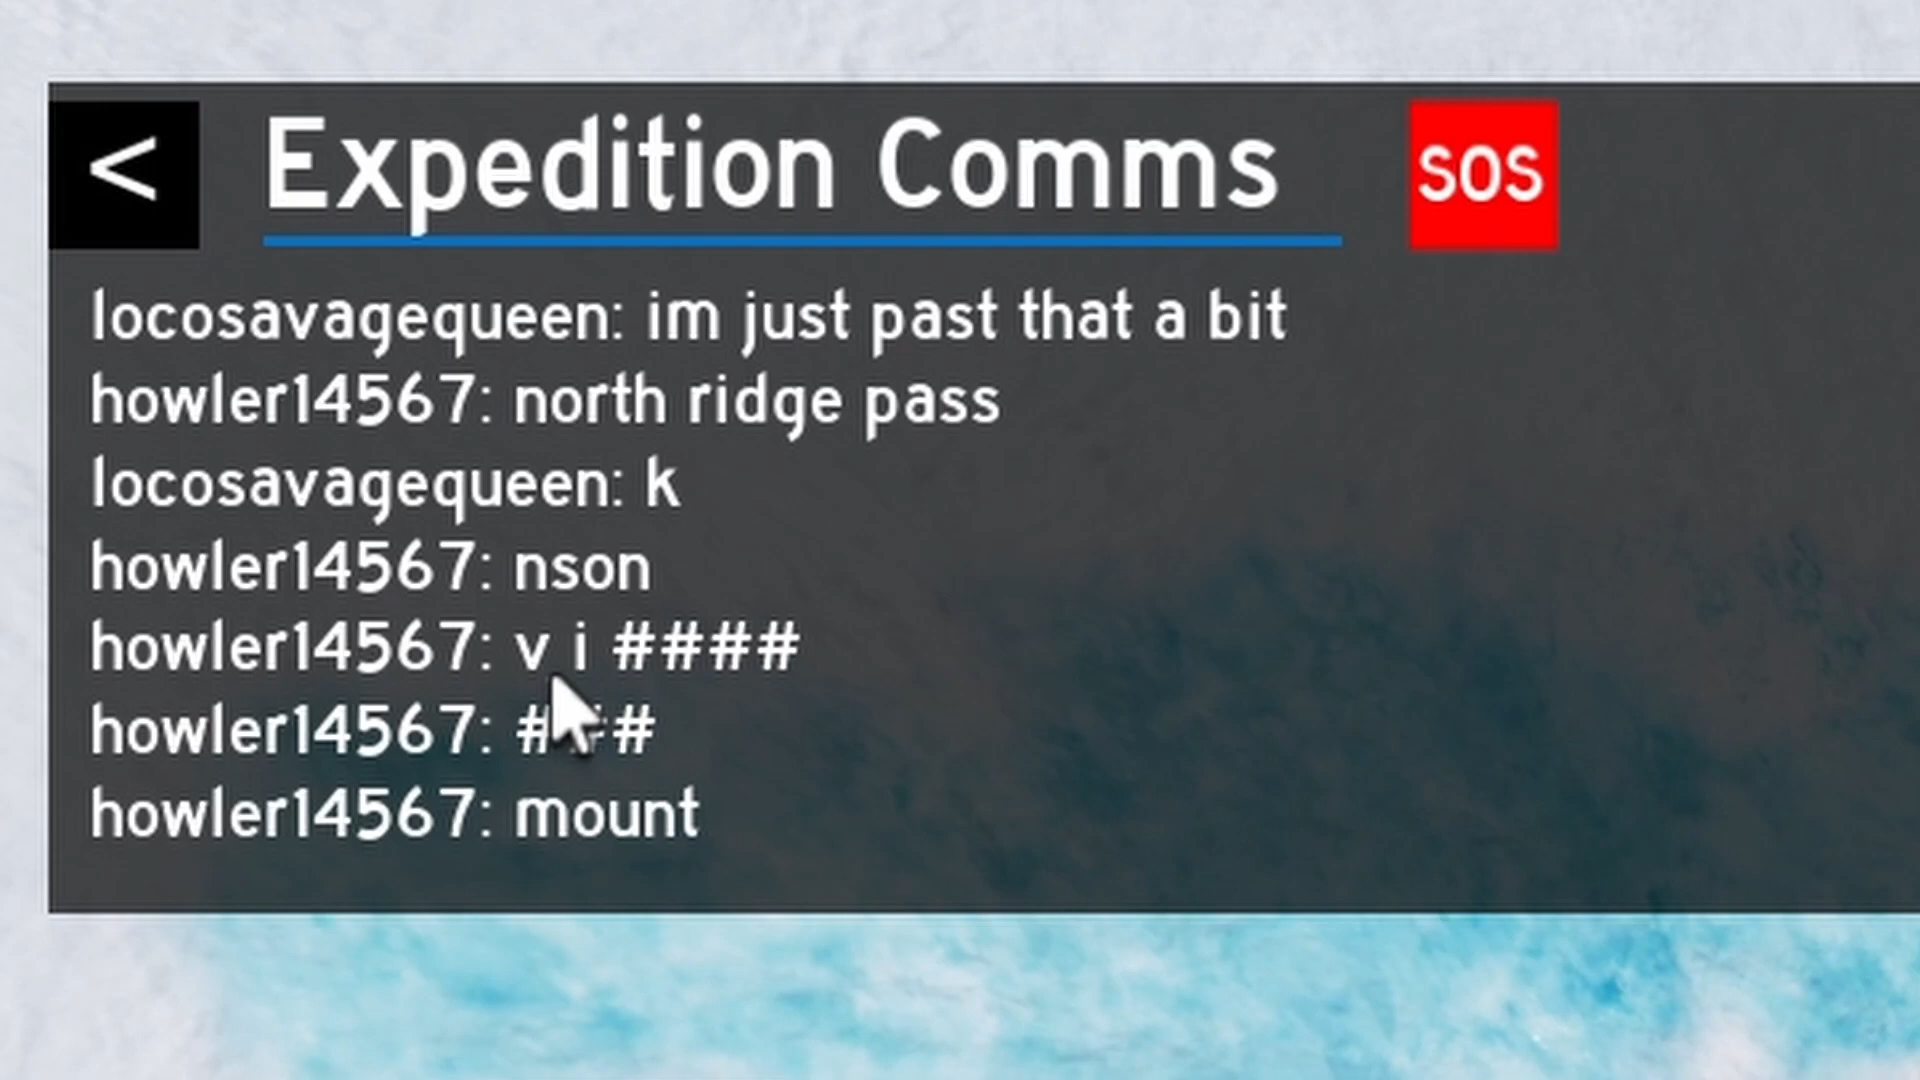 < Expedition Comms SOS
locosavagequeen: im just past that a bit
howler14567: north ridge pass
locosavagequeen: k
howler14567: nson
howler14567: v i ####
howler14567: ###
howler14567: mount